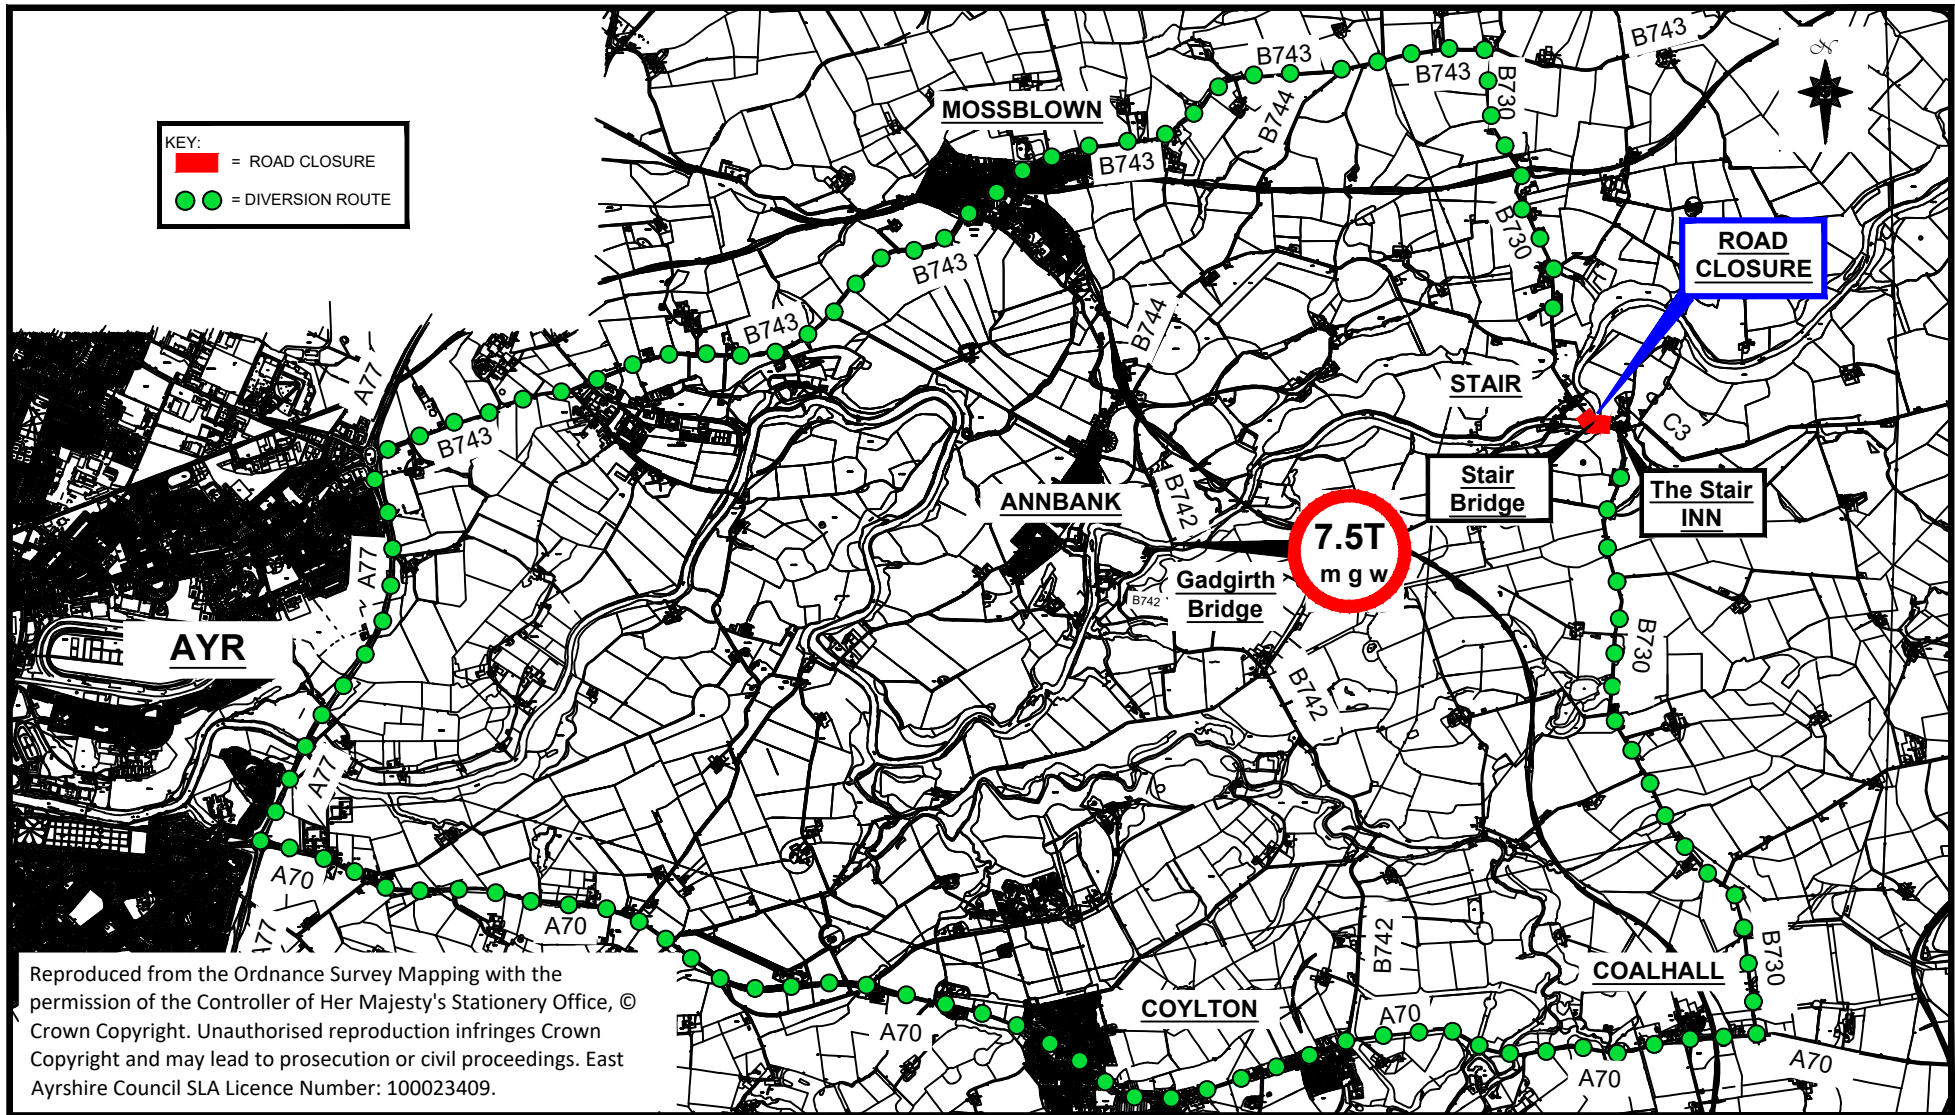 B743
B743
B743
B730
MOSSBLOWN
B744
KEY:
= ROAD CLOSURE
= DIVERSION ROUTE
B743
B730
ROAD
CLOSURE
B743
B743
B744
A77
STAIR
C3
B743
Stair
Bridge
The Stair
INN
ANNBANK
B742
7.5T
m g w
A77
Gadgirth
Bridge
B742
AYR
B730
B742
A77
A70
A70
A77
B742
B730
COALHALL
COYLTON
A70
A70
A70
A70
Reproduced from the Ordnance Survey Mapping with the
permission of the Controller of Her Majesty's Stationery Office, ©
Crown Copyright. Unauthorised reproduction infringes Crown
Copyright and may lead to prosecution or civil proceedings. East
Ayrshire Council SLA Licence Number: 100023409.